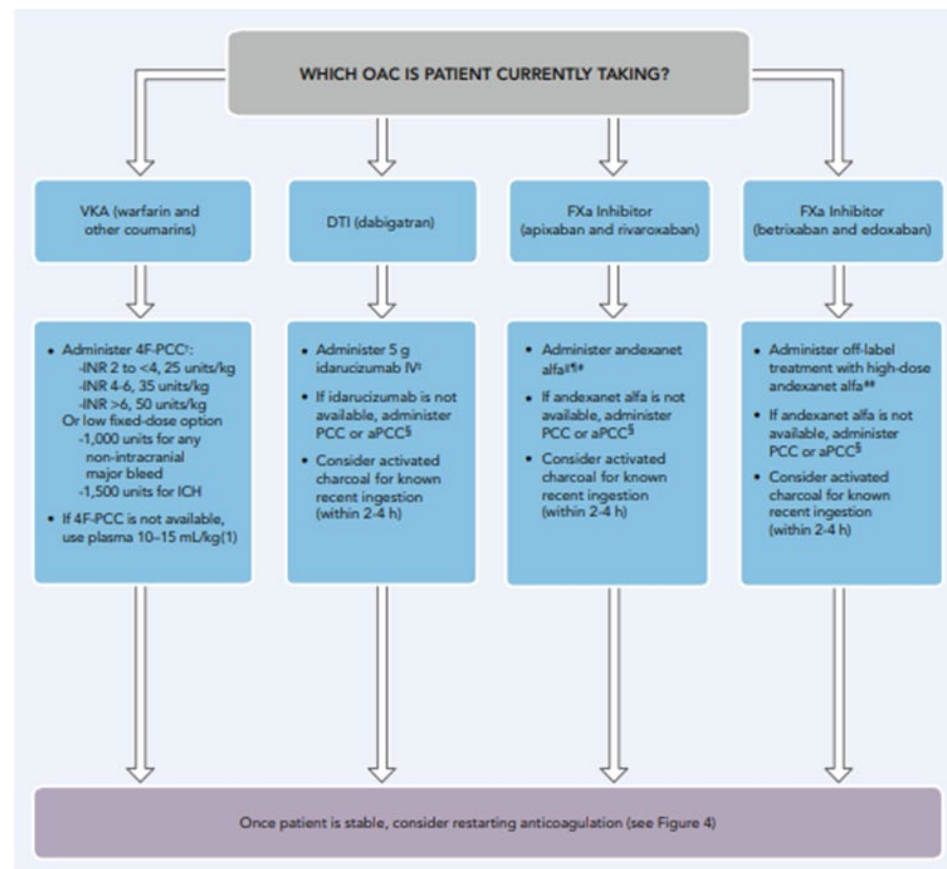 WHICH OAC IS PATIENT CURRENTLY TAKING?
VKA (warfarin and
other coumarins)
DTI (dabigatran)
FXa Inhibitor
(apixaban and rivaroxaban)
FXa Inhibitor
(betrixaban and edoxaban)
• Administer 4F-PCC†:
-INR 2 to <4, 25 units/kg
-INR 4-6, 35 units/kg
-INR >6, 50 units/kg
Or low fixed-dose option
-1,000 units for any
non-intracranial
major bleed
-1,500 units for ICH
• If 4F-PCC is not available,
use plasma 10–15 mL/kg(1)
• Administer 5 g
idarucizumab IV‡
• If idarucizumab is not
available, administer
PCC or aPCC§
• Consider activated
charcoal for known
recent ingestion
(within 2-4 h)
• Administer andexanet
alfa‖¶#
• If andexanet alfa is not
available, administer
PCC or aPCC§
• Consider activated
charcoal for known
recent ingestion
(within 2-4 h)
• Administer off-label
treatment with high-dose
andexanet alfa**
• If andexanet alfa is not
available, administer
PCC or aPCC§
• Consider activated
charcoal for known
recent ingestion
(within 2-4 h)
Once patient is stable, consider restarting anticoagulation (see Figure 4)